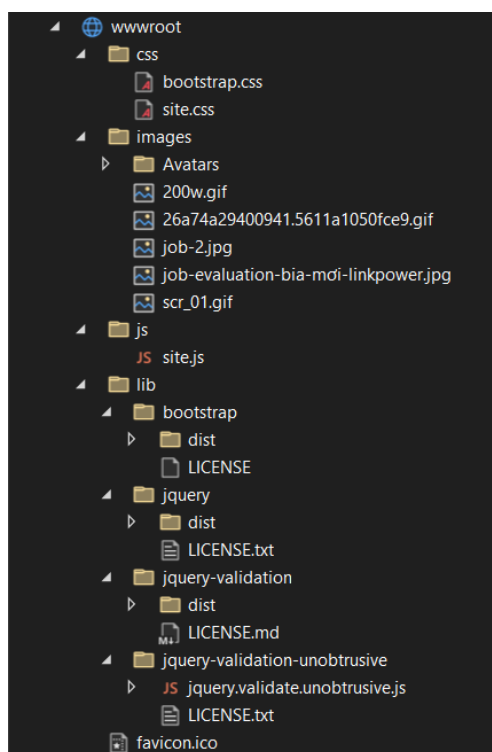 wwwroot
css
bootstrap.css
site.css
images
Avatars
200w.gif
26a74a29400941.5611a1050fce9.gif
job-2.jpg
job-evaluation-bia-mơi-linkpower.jpg
scr_01.gif
js
JS site.js
lib
bootstrap
dist
LICENSE
jquery
dist
LICENSE.txt
jquery-validation
dist
M↓ LICENSE.md
jquery-validation-unobtrusive
JS jquery.validate.unobtrusive.js
LICENSE.txt
favicon.ico